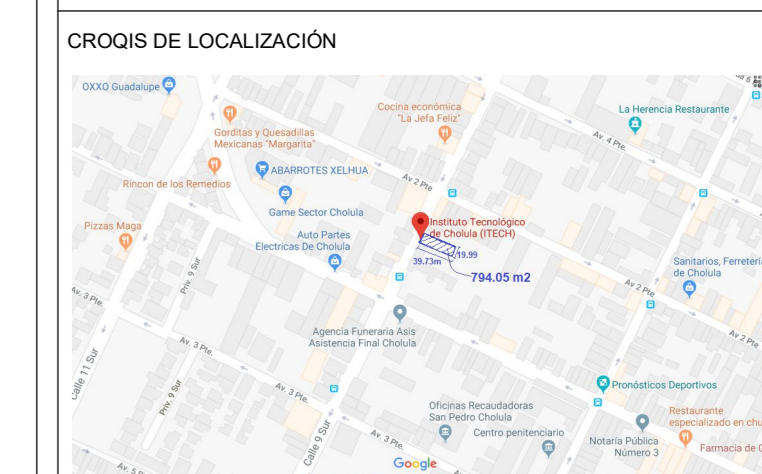 CROQIS DE LOCALIZACIÓN
OXXO Guadalupe
Gorditas y Quesadillas
Mexicanas "Margarita"
Cocina económica
"La Jefa Feliz"
La Herencia Restaurante
Av. 4 Pte.
ABARROTES XELHUA
Rincon de los Remedios
Av 2 Pte
Game Sector Cholula
Instituto Tecnológico
de Cholula (ITECH)
Pizzas Maga
Auto Partes
Electricas De Cholula
19.99
39.73m
794.05 m2
Sanitarios, Ferreterí
de Cholula
Priv. 9 Sur
Av. 3 Pte.
Av 2 Pte
Agencia Funeraria Asis
Asistencia Final Cholula
Av 2 Pte
Av. 3 Pte.
Calle 11 Sur
Priv. 9 Sur
Av. 3 Pte.
Pronósticos Deportivos
Oficinas Recaudadoras
San Pedro Cholula
Restaurante
especializado en chu
Calle 9 Sur
Av. 3 Pte.
Centro penitenciario
Notaría Pública
Número 3
Farmacia de G
Google